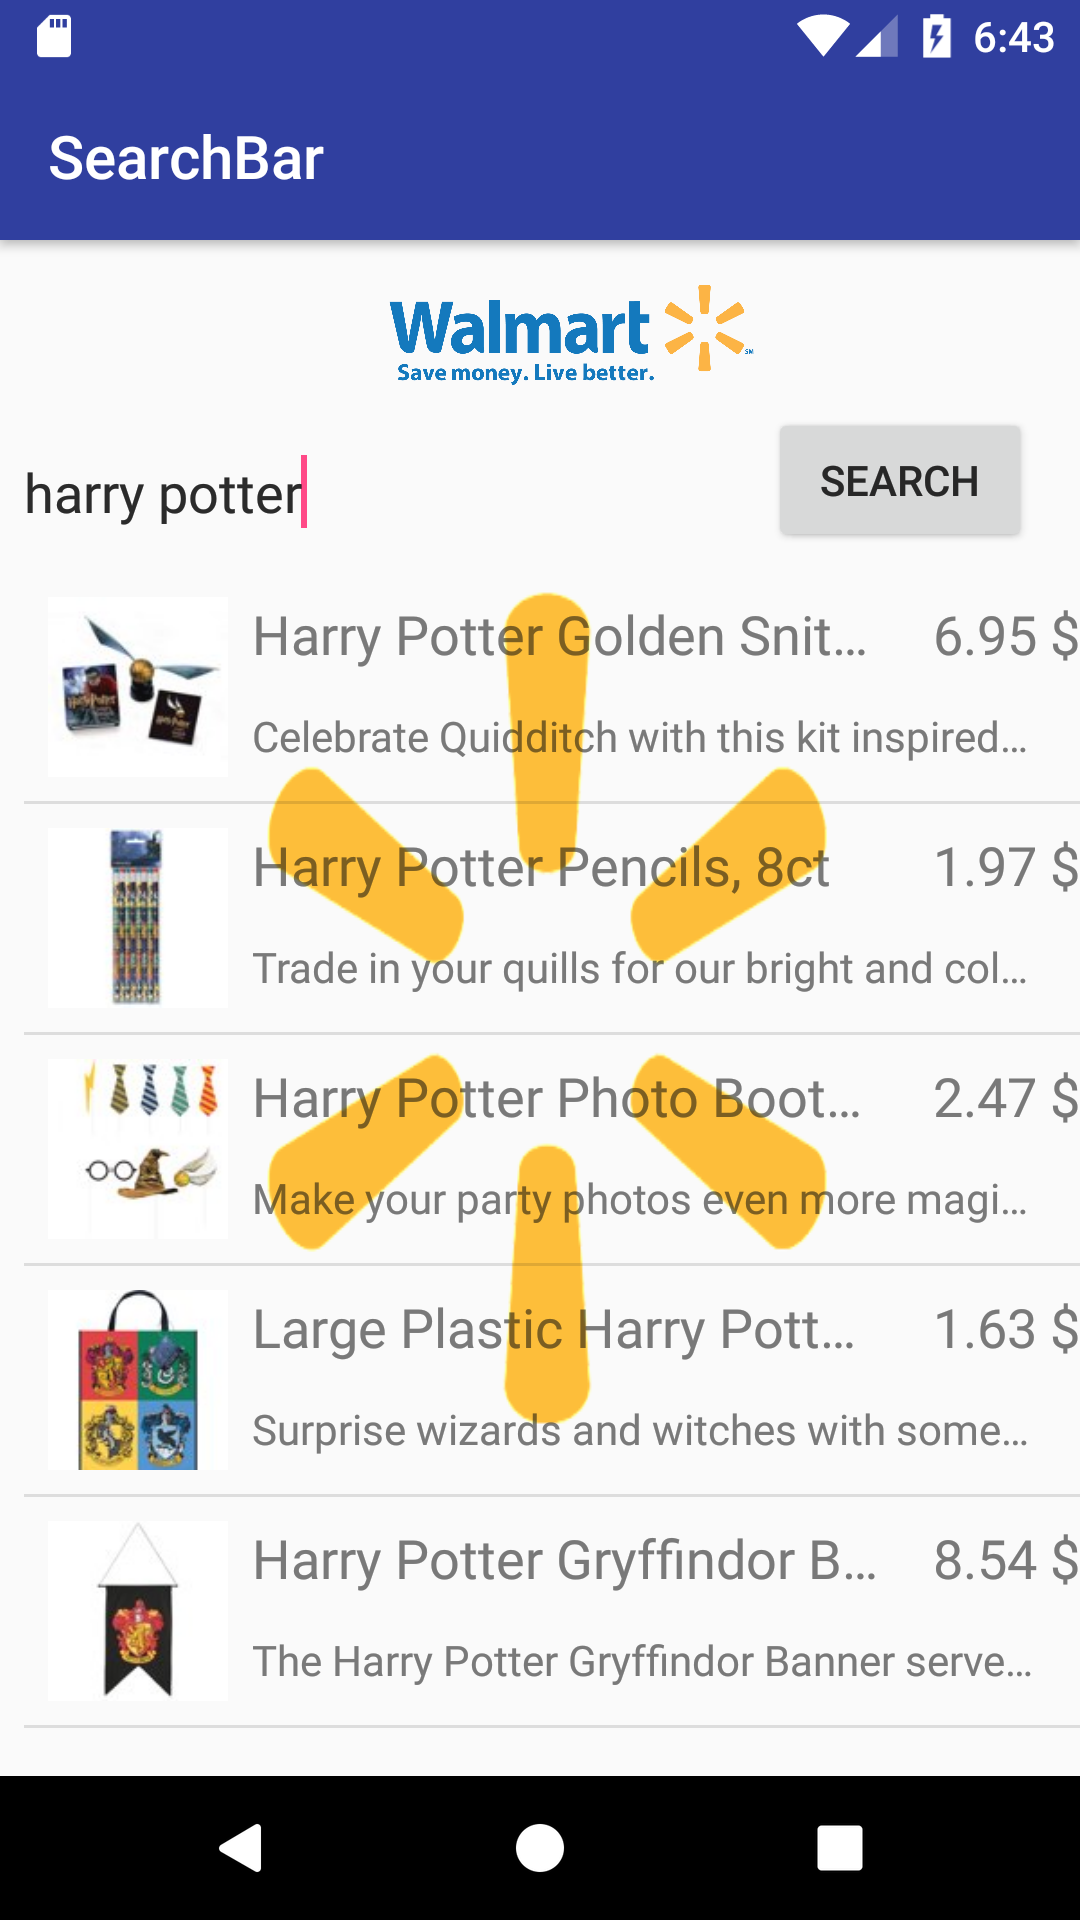 6:43
SearchBar
Walmart
Save money. Live better.
SM
harry potter
SEARCH
Harry Potter Golden Snit... 6.95 $
Celebrate Quidditch with this kit inspired...
Harry Potter Pencils, 8ct 1.97 $
Trade in your quills for our bright and col...
Harry Potter Photo Boot... 2.47 $
Make your party photos even more magi...
Large Plastic Harry Pott... 1.63 $
Surprise wizards and witches with some...
Harry Potter Gryffindor B... 8.54 $
The Harry Potter Gryffindor Banner serve...